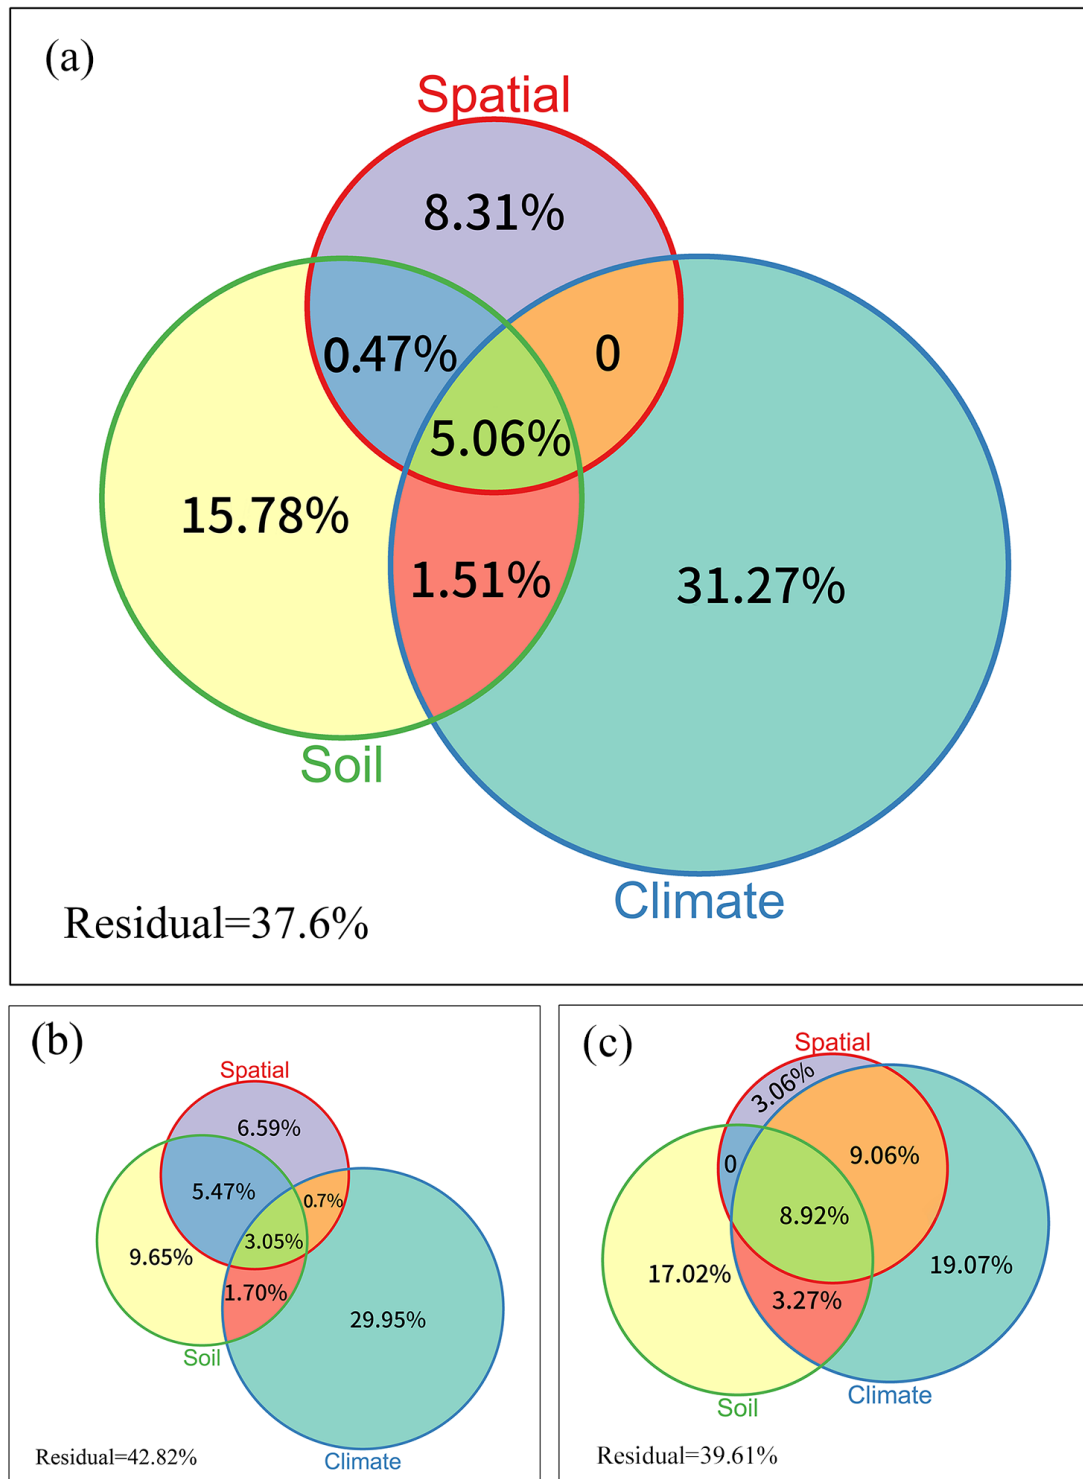 (a)
Spatial
8.31%
0.47%
0
5.06%
15.78%
1.51%
31.27%
Soil
Climate
Residual=37.6%
(b)
Spatial
6.59%
5.47%
0.7%
3.05%
9.65%
1.70%
29.95%
Soil
Climate
Residual=42.82%
(c)
Spatial
3.06%
0
9.06%
8.92%
17.02%
19.07%
3.27%
Climate
Soil
Residual=39.61%